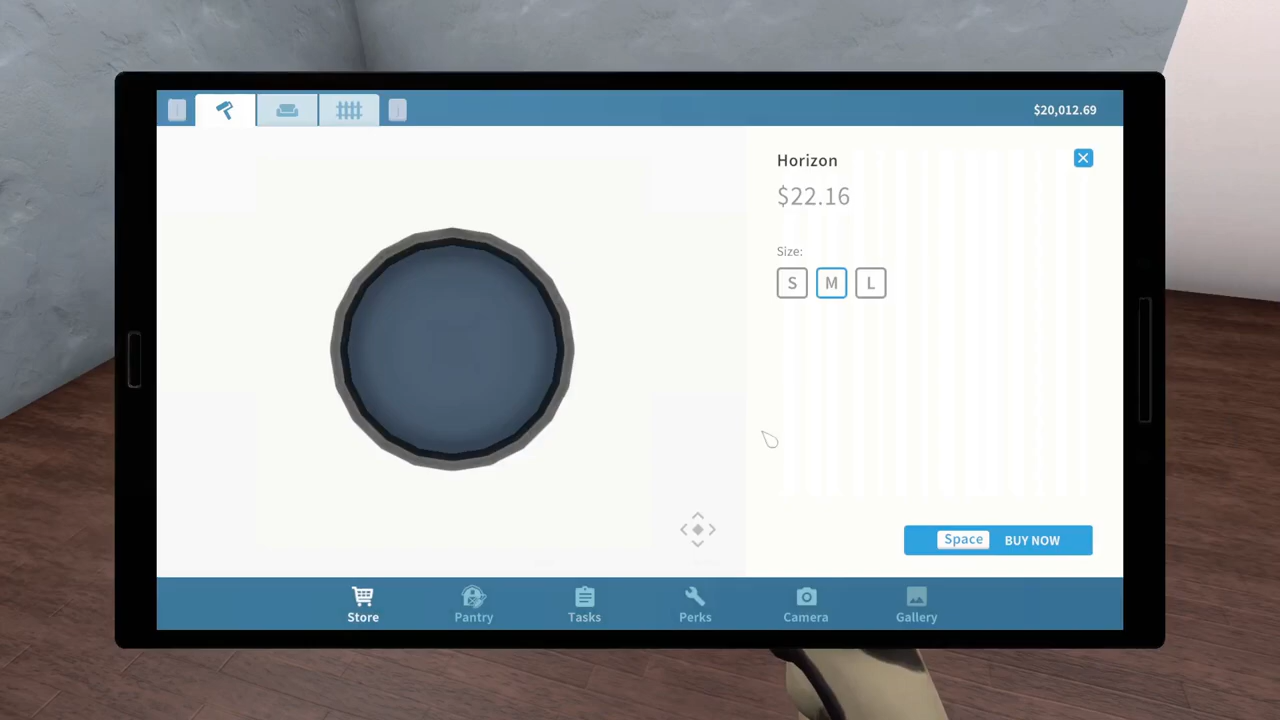 $20,012.69
Horizon
$22.16
Size:
S M L
Space BUY NOW
Store Pantry Tasks Perks Camera Gallery